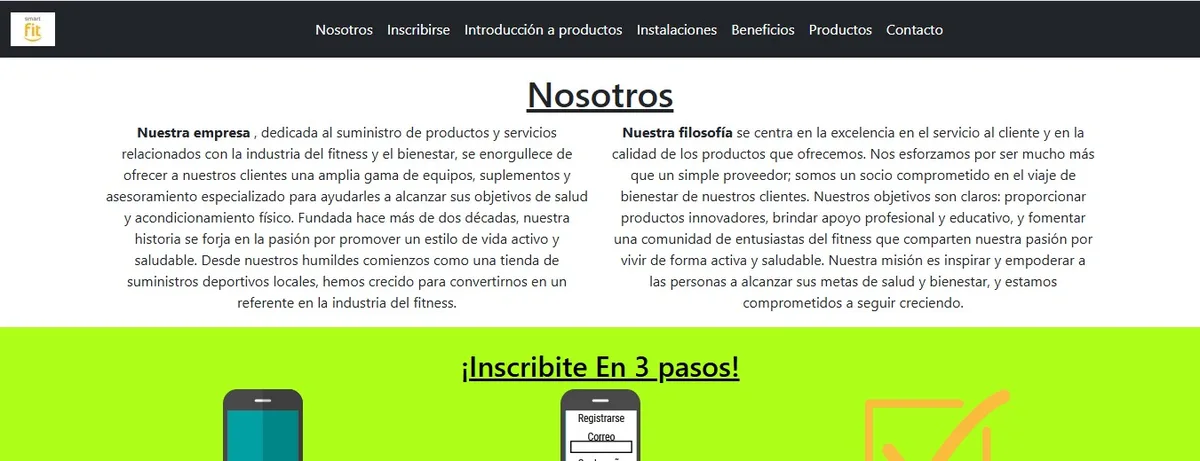 smart
fit
Nosotros Inscribirse Introducción a productos Instalaciones Beneficios Productos Contacto
Nosotros
Nuestra empresa , dedicada al suministro de productos y servicios
relacionados con la industria del fitness y el bienestar, se enorgullece de
ofrecer a nuestros clientes una amplia gama de equipos, suplementos y
asesoramiento especializado para ayudarles a alcanzar sus objetivos de salud
y acondicionamiento físico. Fundada hace más de dos décadas, nuestra
historia se forja en la pasión por promover un estilo de vida activo y
saludable. Desde nuestros humildes comienzos como una tienda de
suministros deportivos locales, hemos crecido para convertirnos en un
referente en la industria del fitness.
Nuestra filosofía se centra en la excelencia en el servicio al cliente y en la
calidad de los productos que ofrecemos. Nos esforzamos por ser mucho más
que un simple proveedor; somos un socio comprometido en el viaje de
bienestar de nuestros clientes. Nuestros objetivos son claros: proporcionar
productos innovadores, brindar apoyo profesional y educativo, y fomentar
una comunidad de entusiastas del fitness que comparten nuestra pasión por
vivir de forma activa y saludable. Nuestra misión es inspirar y empoderar a
las personas a alcanzar sus metas de salud y bienestar, y estamos
comprometidos a seguir creciendo.
¡Inscribite En 3 pasos!
Registrarse
Correo